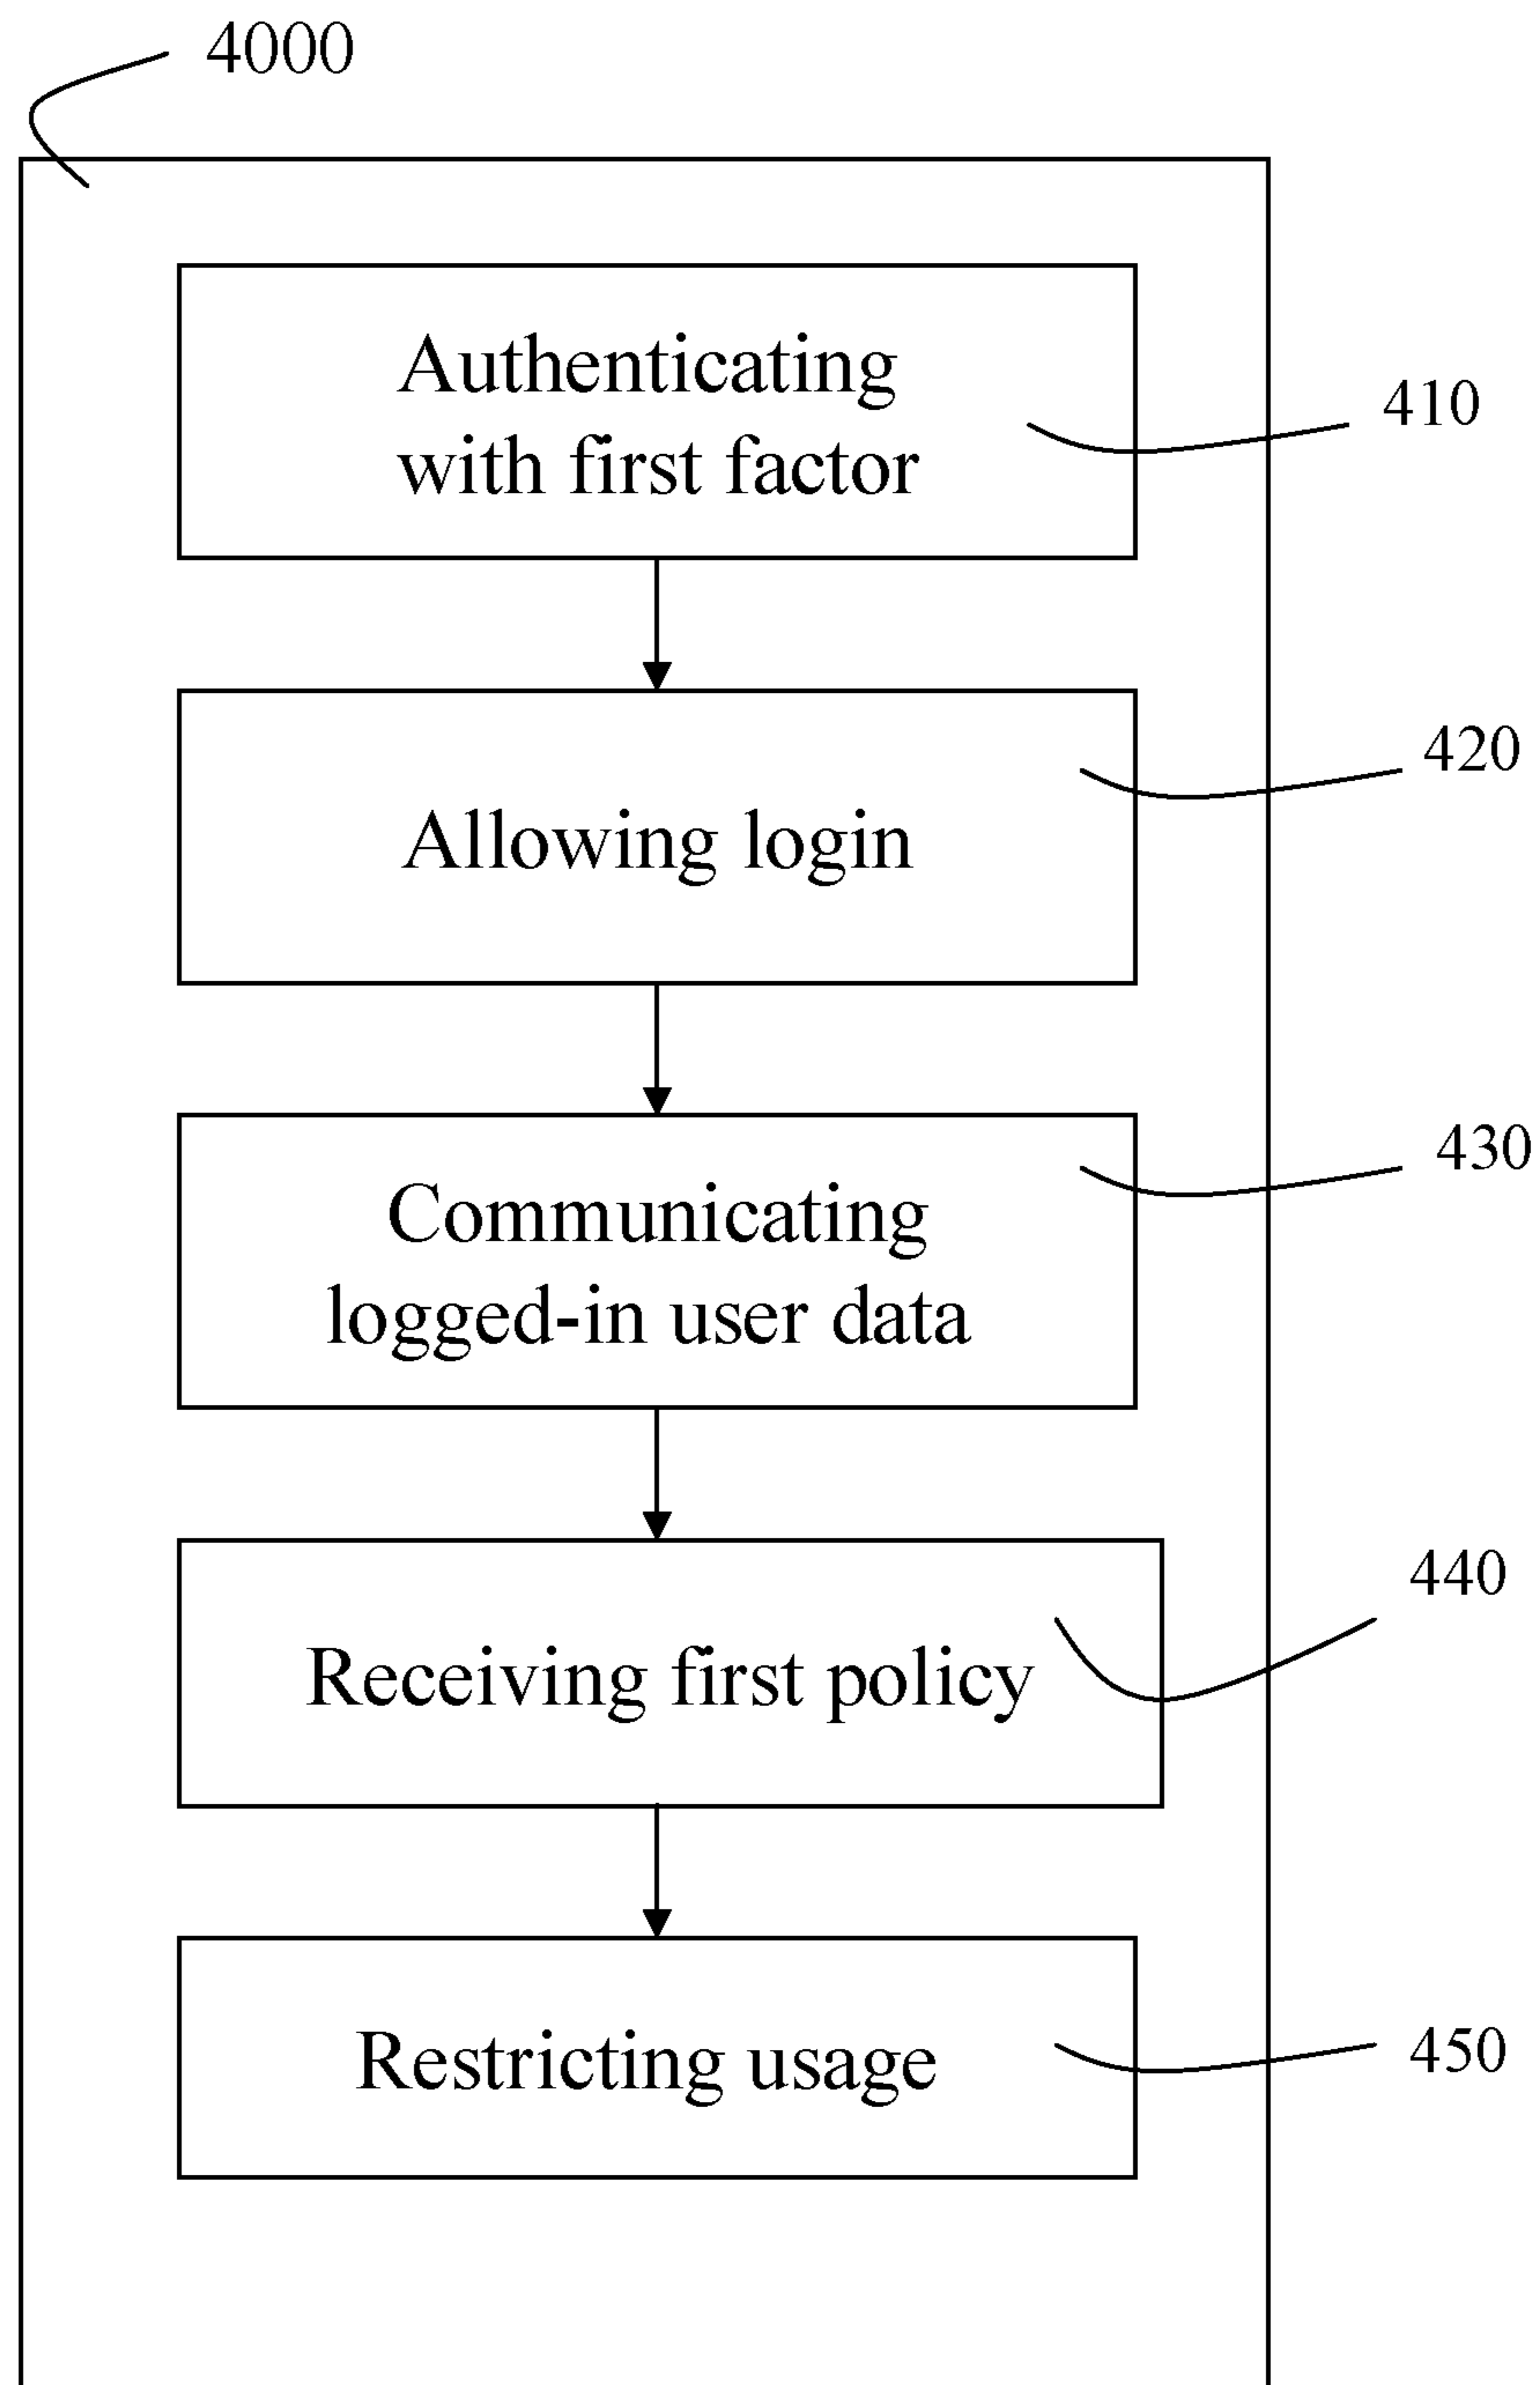 4000
Authenticating
with first factor
410
Allowing login
420
Communicating
logged-in user data
430
Receiving first policy
440
Restricting usage
450